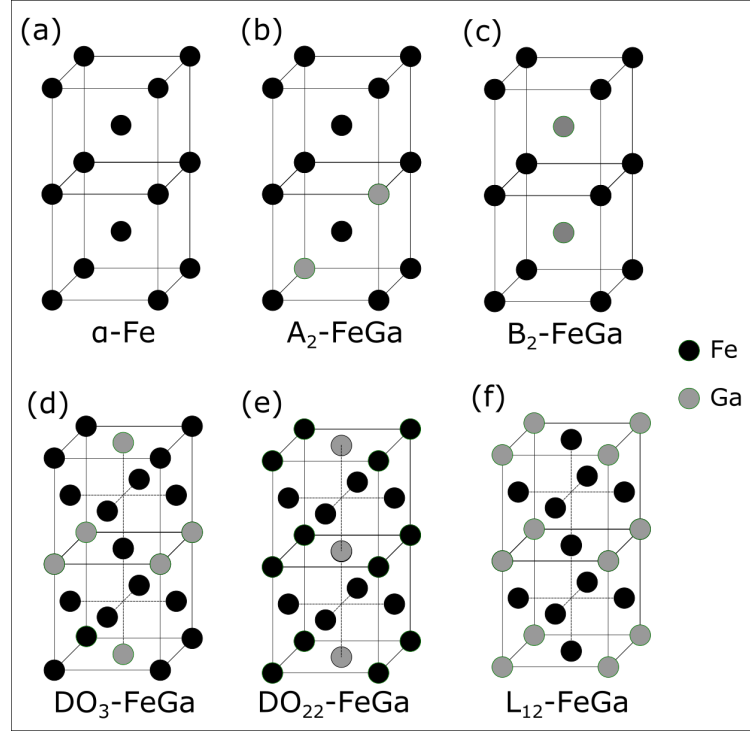 (a) (b) (c)
α-Fe A₂-FeGa B₂-FeGa
Fe
Ga
(d) (e) (f)
DO₃-FeGa DO₂₂-FeGa L₁₂-FeGa